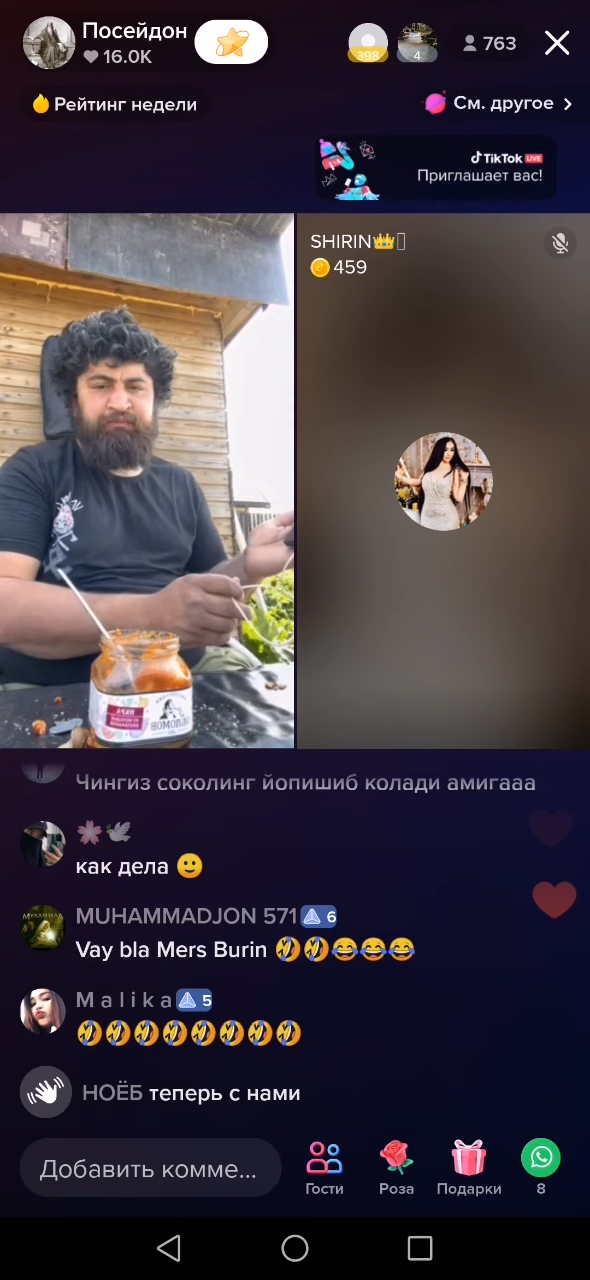 Посейдон
16.0K
398
4
763
Рейтинг недели
См. другое
TikTok LIVE
Приглашает вас!
SHIRIN👑
459
ИКРА
ОБЛОМОВ
Чингиз соколинг йопишиб колади амигааа
🌸🕊️
как дела 🙂
MUHAMMADJON 571 6
Vay bla Mers Burin 🤣🤣😂😂😂
M a l i k a 5
🤣🤣🤣🤣🤣🤣🤣🤣
НОЁБ теперь с нами
Добавить комме...
Гости
Роза
Подарки
8